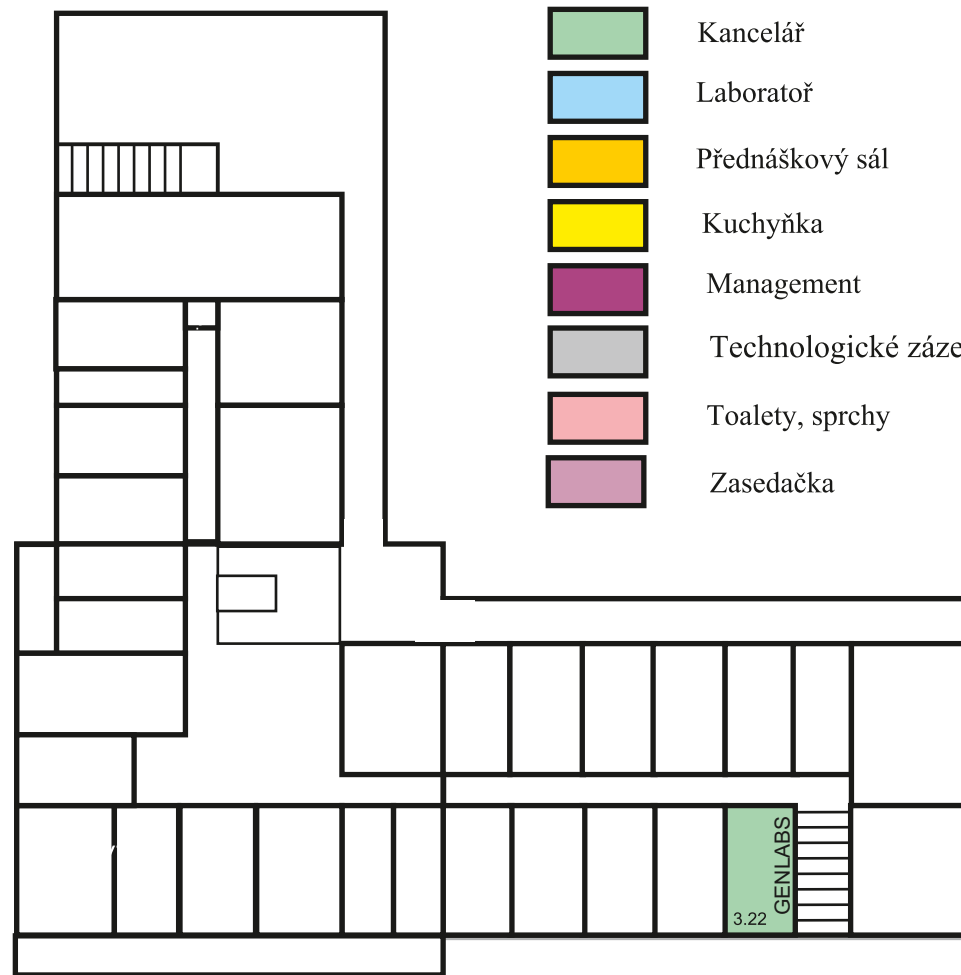 Kancelář
Laboratoř
Přednáškový sál
Kuchyňka
Management
Technologické záze
Toalety, sprchy
Zasedačka
GENLABS
3.22